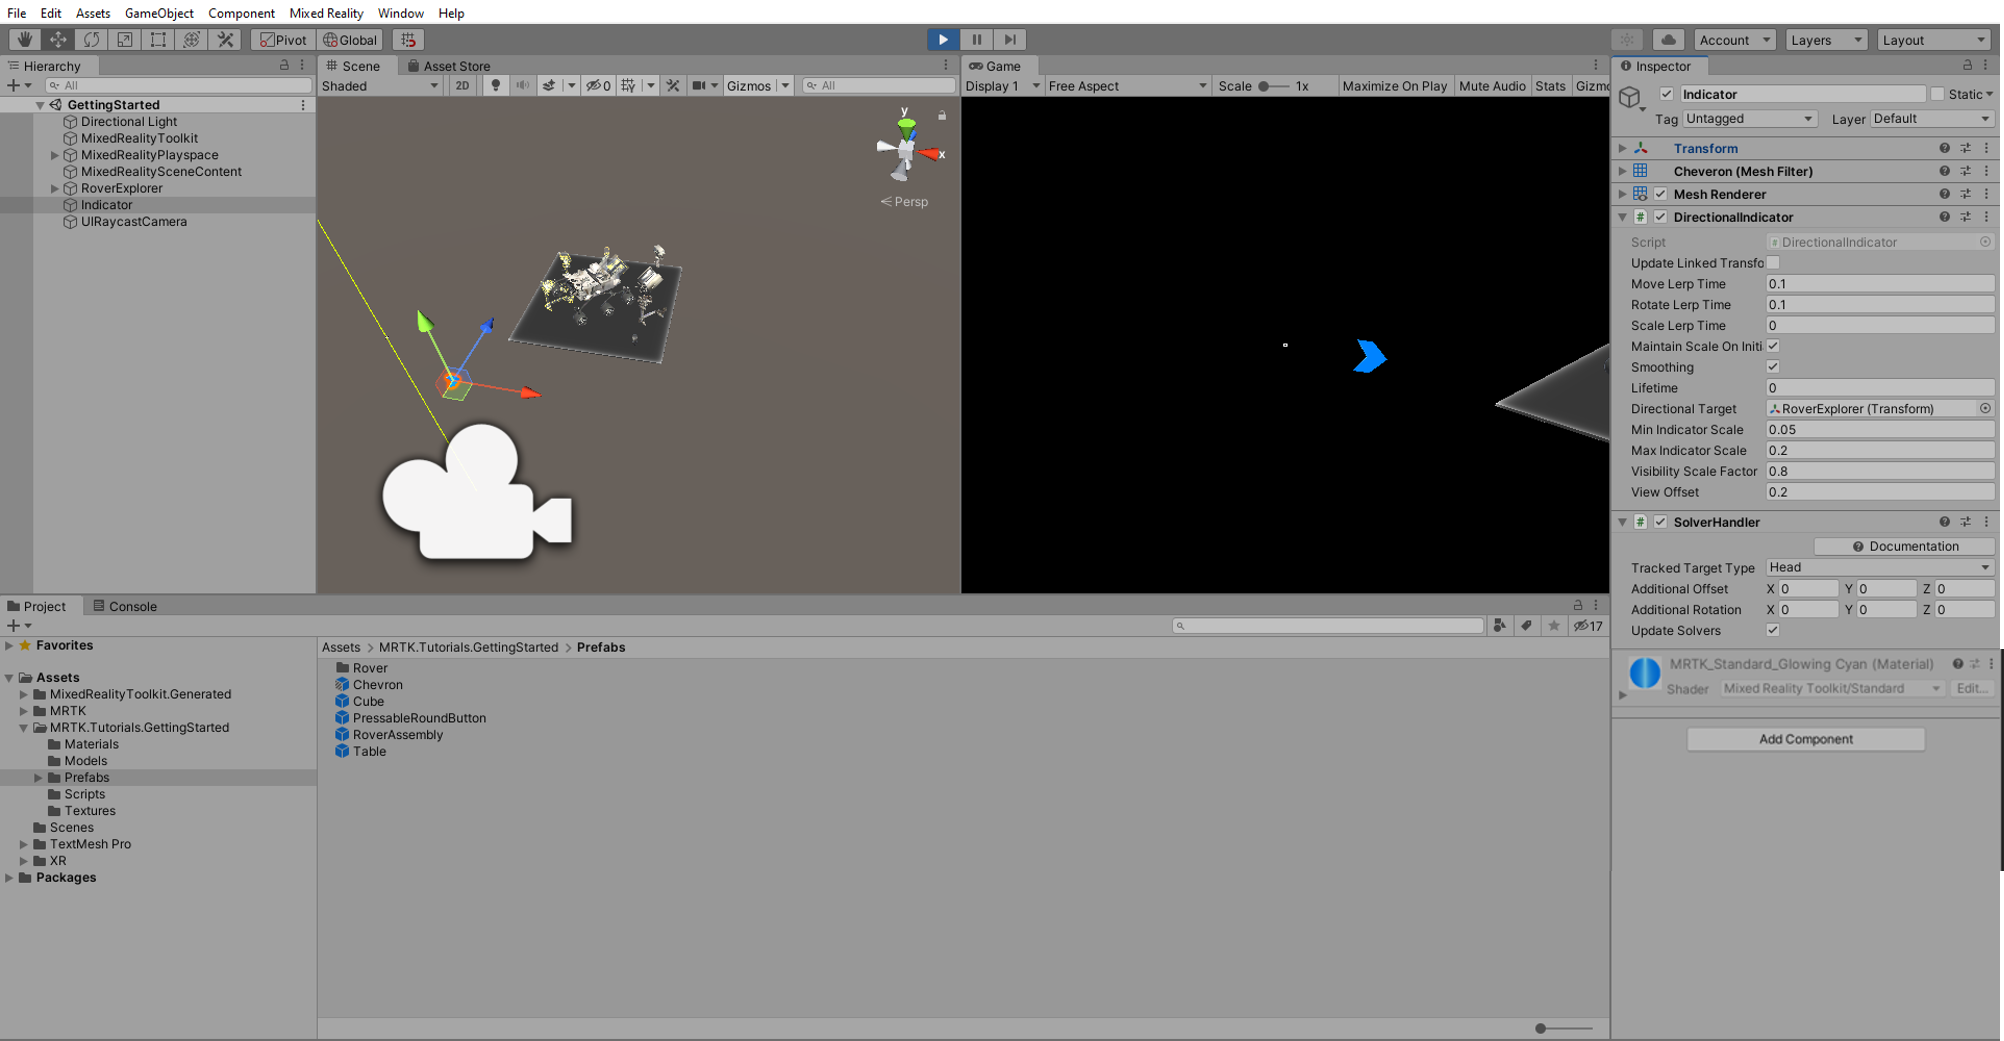 File Edit Assets GameObject Component Mixed Reality Window Help
Pivot Global
Account Layers Layout
Hierarchy
All
GettingStarted
Directional Light
MixedRealityToolkit
MixedRealityPlayspace
MixedRealitySceneContent
RoverExplorer
Indicator
UIRaycastCamera
Scene Asset Store
Shaded 2D 0 Gizmos All
y
x
Persp
Game
Display 1 Free Aspect Scale 1x Maximize On Play Mute Audio Stats Gizmo
Inspector
Indicator Static
Tag Untagged Layer Default
Transform
Cheveron (Mesh Filter)
Mesh Renderer
# DirectionalIndicator
Script # DirectionalIndicator
Update Linked Transfo
Move Lerp Time 0.1
Rotate Lerp Time 0.1
Scale Lerp Time 0
Maintain Scale On Initi
Smoothing
Lifetime 0
Directional Target RoverExplorer (Transform)
Min Indicator Scale 0.05
Max Indicator Scale 0.2
Visibility Scale Factor 0.8
View Offset 0.2
# SolverHandler
Documentation
Tracked Target Type Head
Additional Offset X 0 Y 0 Z 0
Additional Rotation X 0 Y 0 Z 0
Update Solvers
MRTK_Standard_Glowing Cyan (Material)
Shader Mixed Reality Toolkit/Standard Edit...
Add Component
Project Console
17
Favorites
Assets
MixedRealityToolkit.Generated
MRTK
MRTK.Tutorials.GettingStarted
Materials
Models
Prefabs
Scripts
Textures
Scenes
TextMesh Pro
XR
Packages
Assets > MRTK.Tutorials.GettingStarted > Prefabs
Rover
Chevron
Cube
PressableRoundButton
RoverAssembly
Table